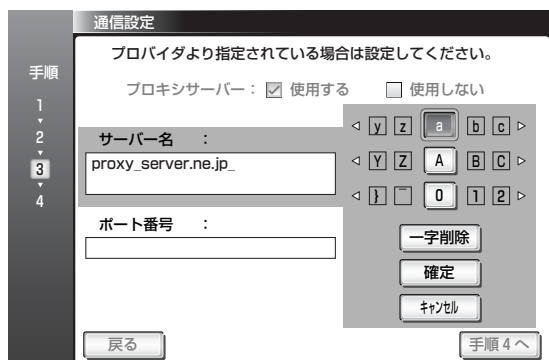 通信設定
プロバイダより指定されている場合は設定してください。
手順
1
2
3
4
プロキシサーバー： 使用する 使用しない
サーバー名 ：
proxy_server.ne.jp_
y z a b c
Y Z A B C
} ￣ 0 1 2
ポート番号 ：
一字削除
確定
ｷｬﾝｾﾙ
戻る
手順 4 へ